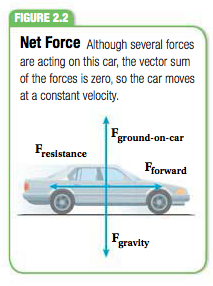 FIGURE 2.2
Net Force Although several forces
are acting on this car, the vector sum
of the forces is zero, so the car moves
at a constant velocity.
Fground-on-car
Fresistance
Fforward
Fgravity